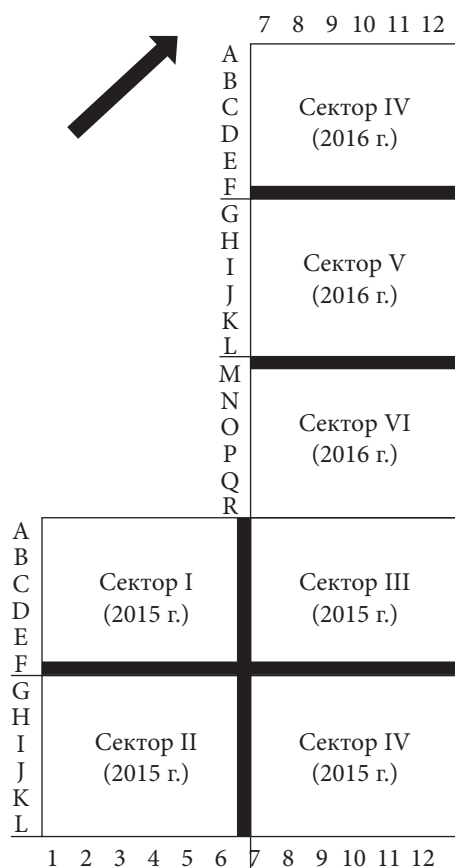 7 8 9 10 11 12
A
B
C
D
E
F
Сектор IV
(2016 г.)
G
H
I
J
K
L
Сектор V
(2016 г.)
M
N
O
P
Q
R
Сектор VI
(2016 г.)
A
B
C
D
E
F
Сектор I
(2015 г.)
Сектор III
(2015 г.)
G
H
I
J
K
L
Сектор II
(2015 г.)
Сектор IV
(2015 г.)
1 2 3 4 5 6 7 8 9 10 11 12